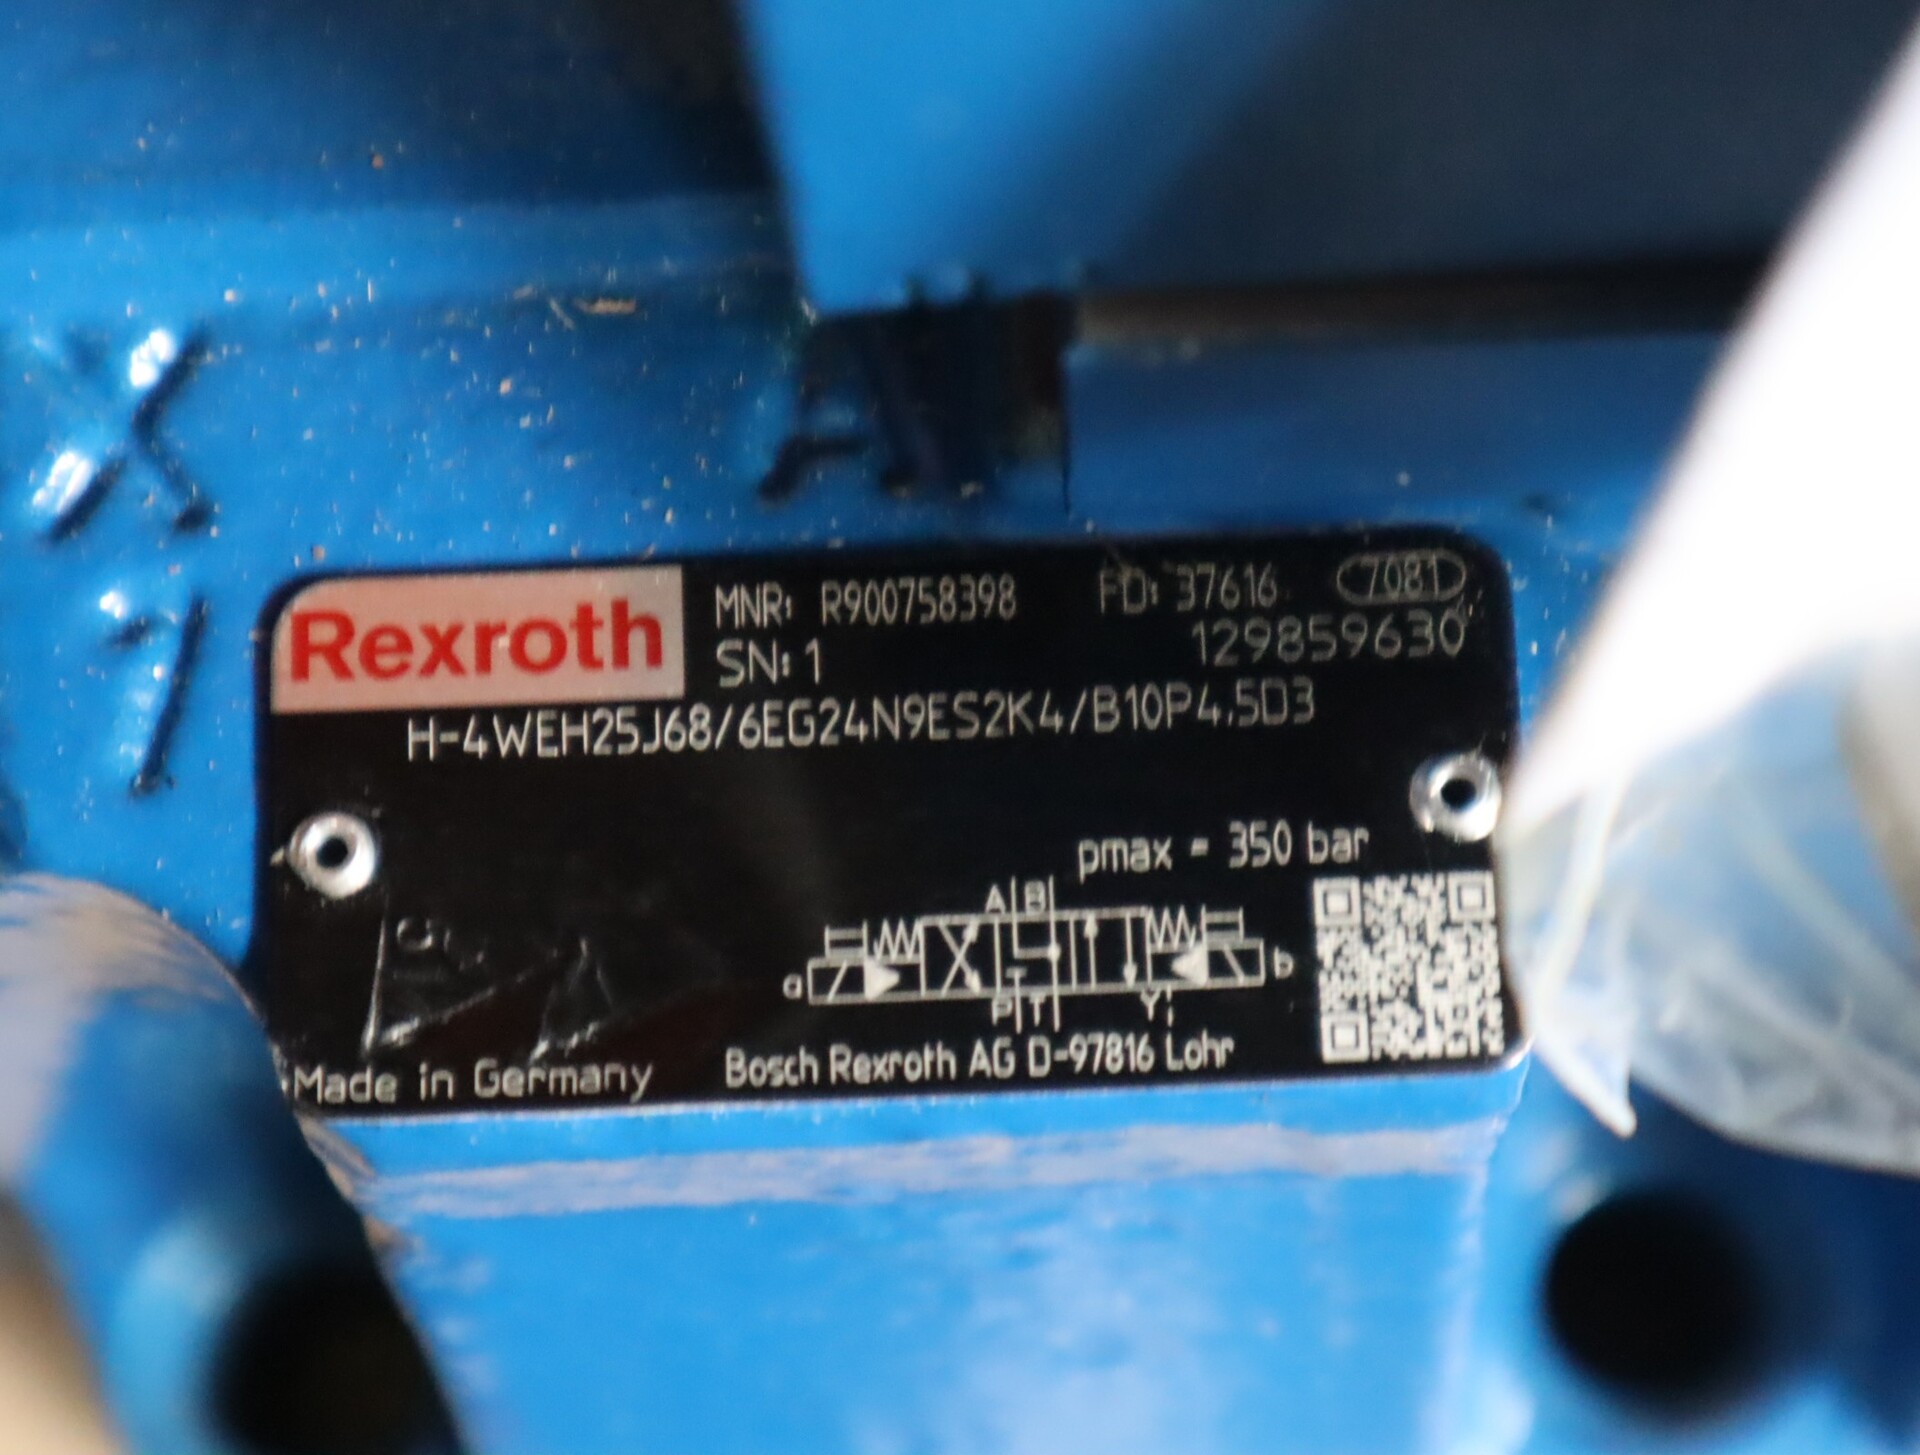 X
A
1
Rexroth
MNR: R900758398 FD: 37616 7081
SN: 1 129859630
H-4WEH25J68/6EG24N9ES2K4/B10P4.5D3
pmax = 350 bar
A B
a b
P T Y
Made in Germany Bosch Rexroth AG D-97816 Lohr